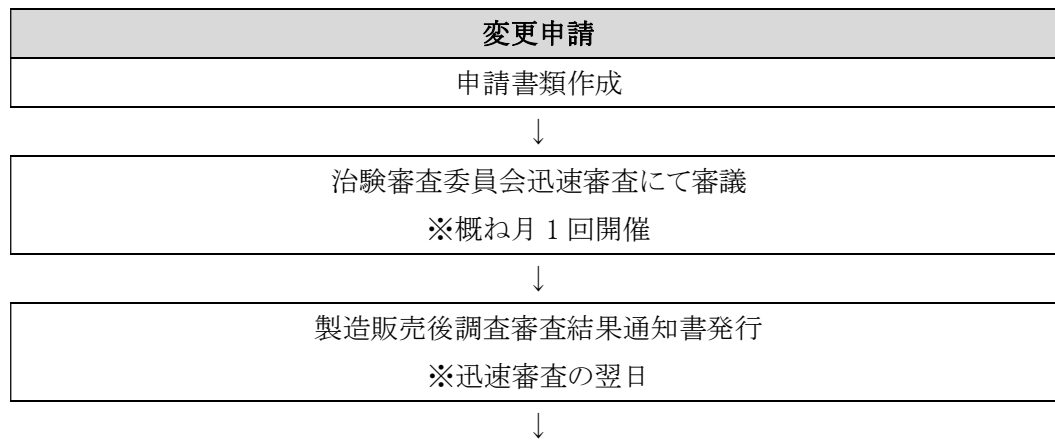 変更申請
申請書類作成
↓
治験審査委員会迅速審査にて審議
※概ね月1回開催
↓
製造販売後調査審査結果通知書発行
※迅速審査の翌日
↓